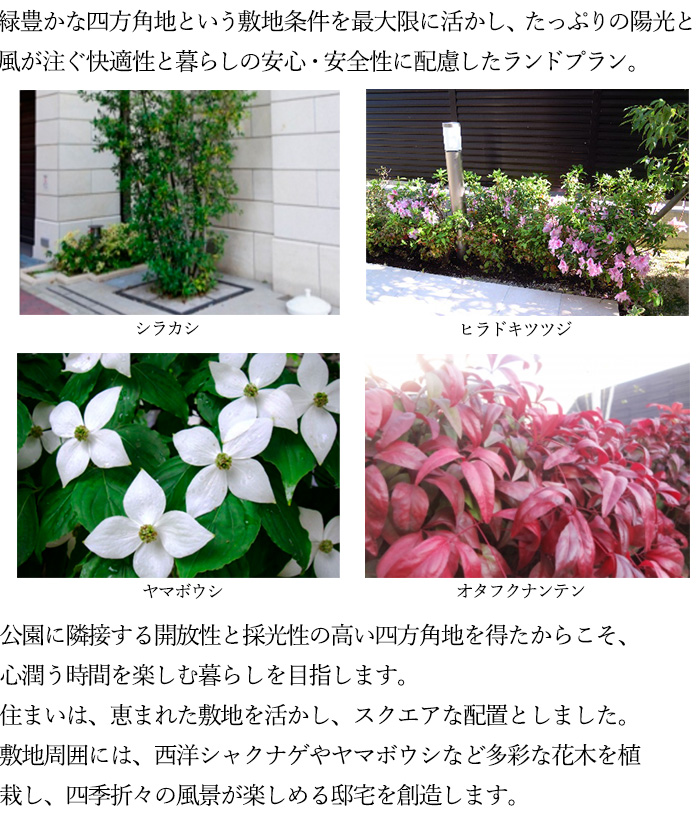 緑豊かな四方角地という敷地条件を最大限に活かし、たっぷりの陽光と
風が注ぐ快適性と暮らしの安心・安全性に配慮したランドプラン。
シラカシ
ヒラドキツツジ
ヤマボウシ
オタフクナンテン
公園に隣接する開放性と採光性の高い四方角地を得たからこそ、
心潤う時間を楽しむ暮らしを目指します。
住まいは、恵まれた敷地を活かし、スクエアな配置としました。
敷地周囲には、西洋シャクナゲやヤマボウシなど多彩な花木を植
栽し、四季折々の風景が楽しめる邸宅を創造します。